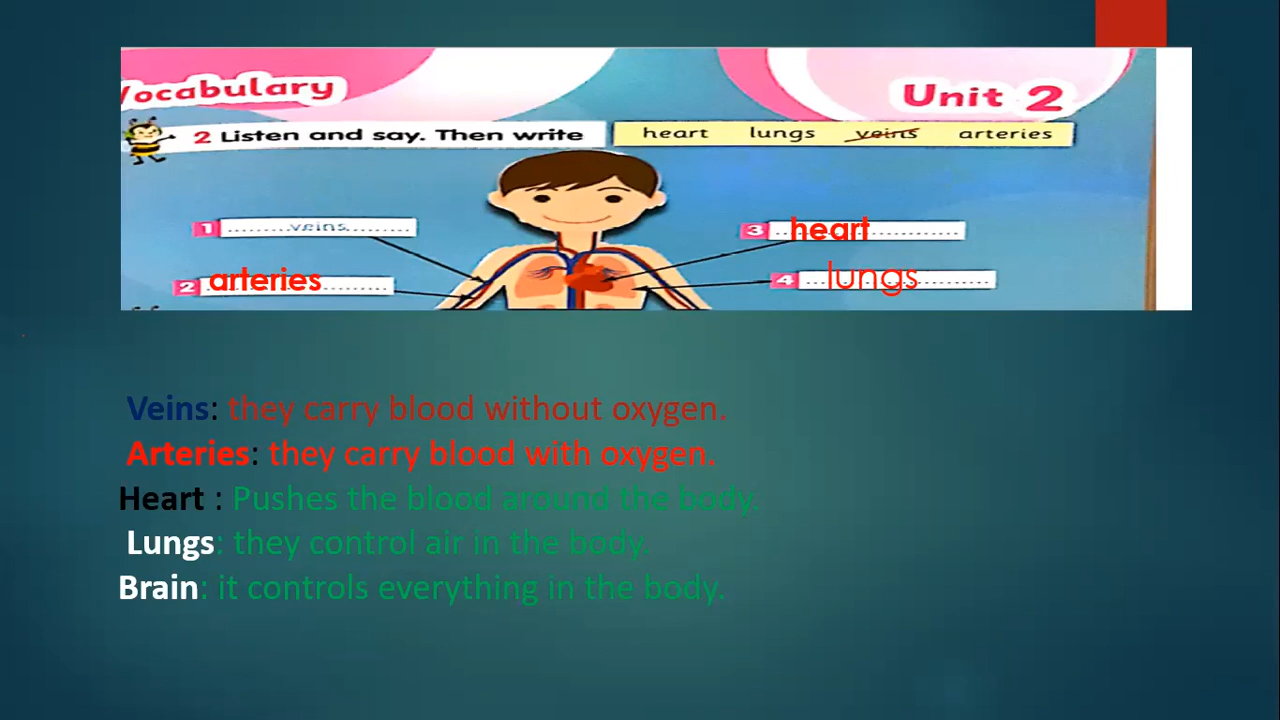 Vocabulary
Unit 2
2 Listen and say. Then write
heart lungs veins arteries
1 ........veins........
3 ...heart............
2 arteries............
4 ...lungs............
Veins: they carry blood without oxygen.
Arteries: they carry blood with oxygen.
Heart : Pushes the blood around the body.
Lungs: they control air in the body.
Brain: it controls everything in the body.